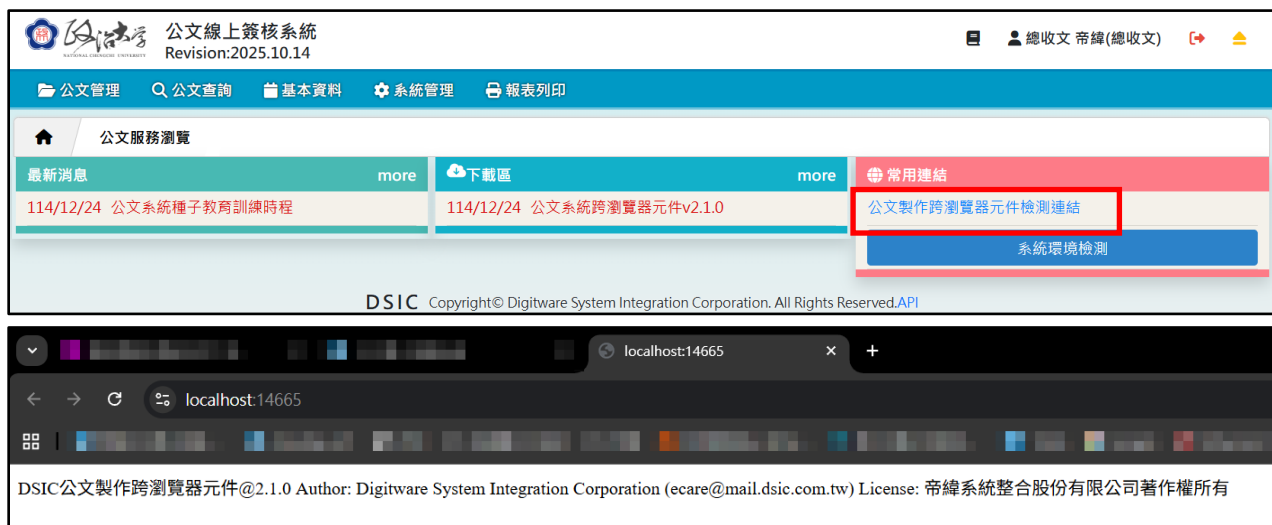 政治大學 公文線上簽核系統
NATIONAL CHENGCHI UNIVERSITY Revision:2025.10.14
總收文 帝緯(總收文)
公文管理 公文查詢 基本資料 系統管理 報表列印
公文服務瀏覽
最新消息 more 下載區 more 常用連結
114/12/24 公文系統種子教育訓練時程 114/12/24 公文系統跨瀏覽器元件v2.1.0 公文製作跨瀏覽器元件檢測連結
系統環境檢測
DSIC Copyright© Digitware System Integration Corporation. All Rights Reserved.API
localhost:14665
localhost:14665
DSIC公文製作跨瀏覽器元件@2.1.0 Author: Digitware System Integration Corporation (ecare@mail.dsic.com.tw) License: 帝緯系統整合股份有限公司著作權所有